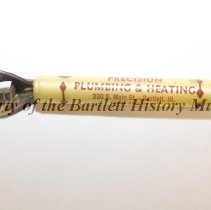 PRECISION
PLUMBING & HEATING
330 S. Main St., Bartlett, Ill.
rty of the Bartlett History Mu